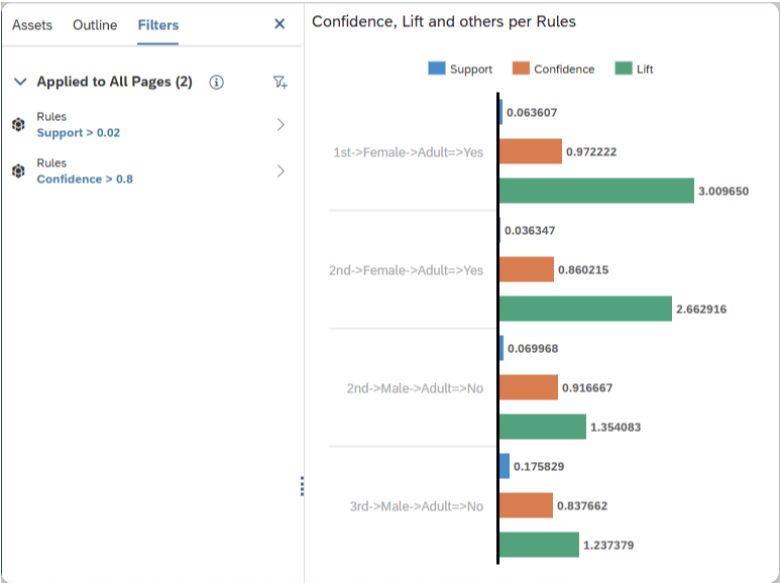 Assets Outline Filters ×
Applied to All Pages (2)
Rules
Support > 0.02
Rules
Confidence > 0.8
Confidence, Lift and others per Rules
Support Confidence Lift
1st->Female->Adult=>Yes
0.063607
0.972222
3.009650
2nd->Female->Adult=>Yes
0.036347
0.860215
2.662916
2nd->Male->Adult=>No
0.069968
0.916667
1.354083
3rd->Male->Adult=>No
0.175829
0.837662
1.237379